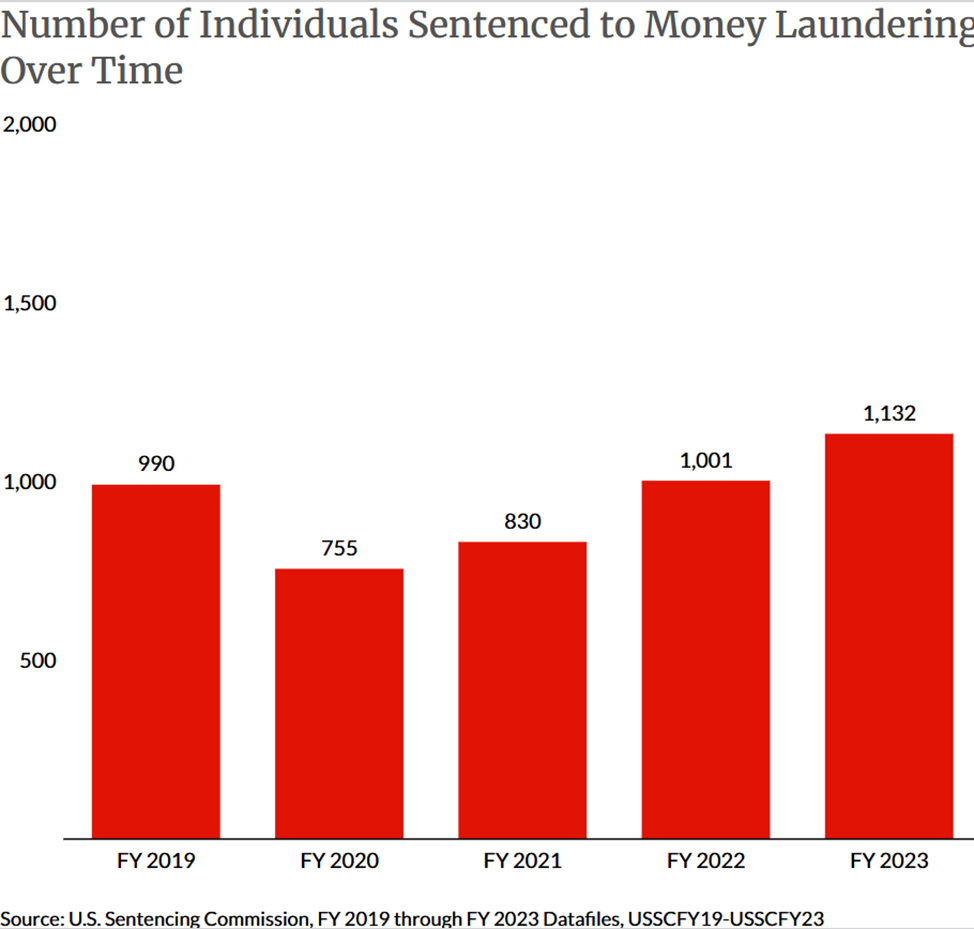 Number of Individuals Sentenced to Money Laundering
Over Time
2,000
1,500
1,000
500
990
755
830
1,001
1,132
FY 2019
FY 2020
FY 2021
FY 2022
FY 2023
Source: U.S. Sentencing Commission, FY 2019 through FY 2023 Datafiles, USSCFY19-USSCFY23